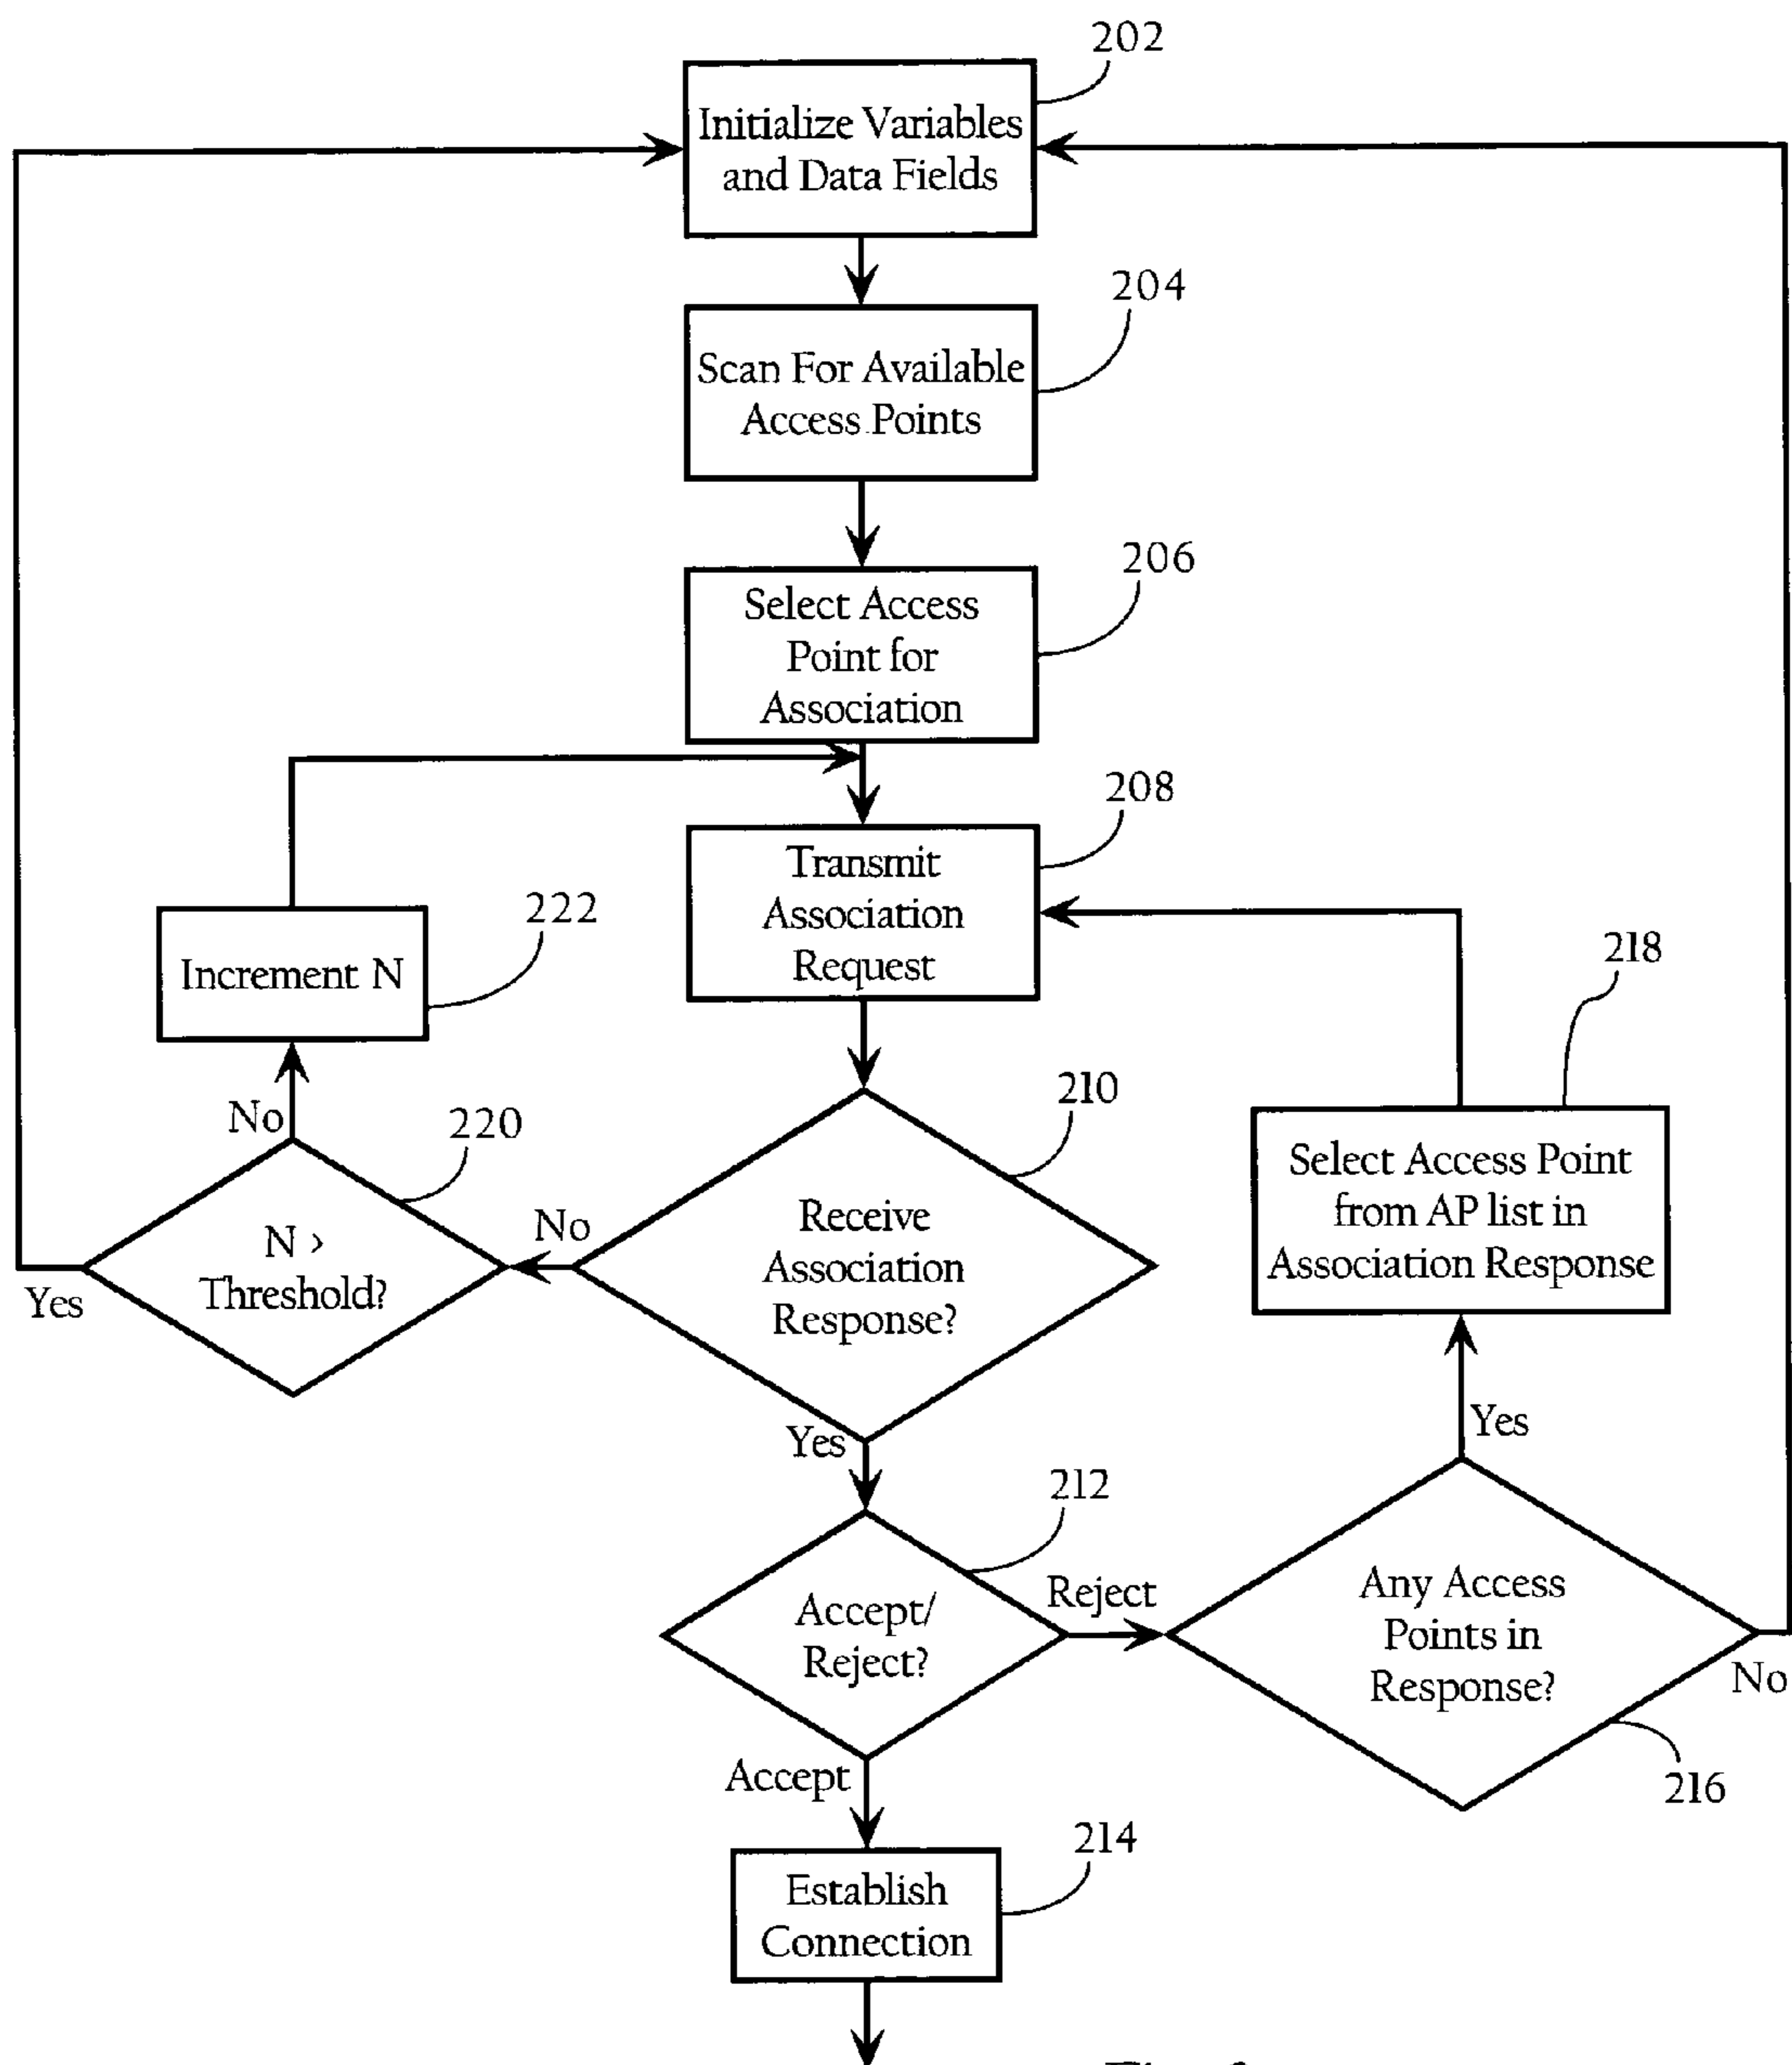 202
Initialize Variables
and Data Fields
204
Scan For Available
Access Points
206
Select Access
Point for
Association
208
Transmit
Association
Request
222
Increment N
218
Select Access Point
from AP list in
Association Response
210
Receive
Association
Response?
No
220
No
N >
Threshold?
Yes
Yes
212
Accept/
Reject?
Reject
Yes
Any Access
Points in
Response?
No
216
Accept
214
Establish
Connection